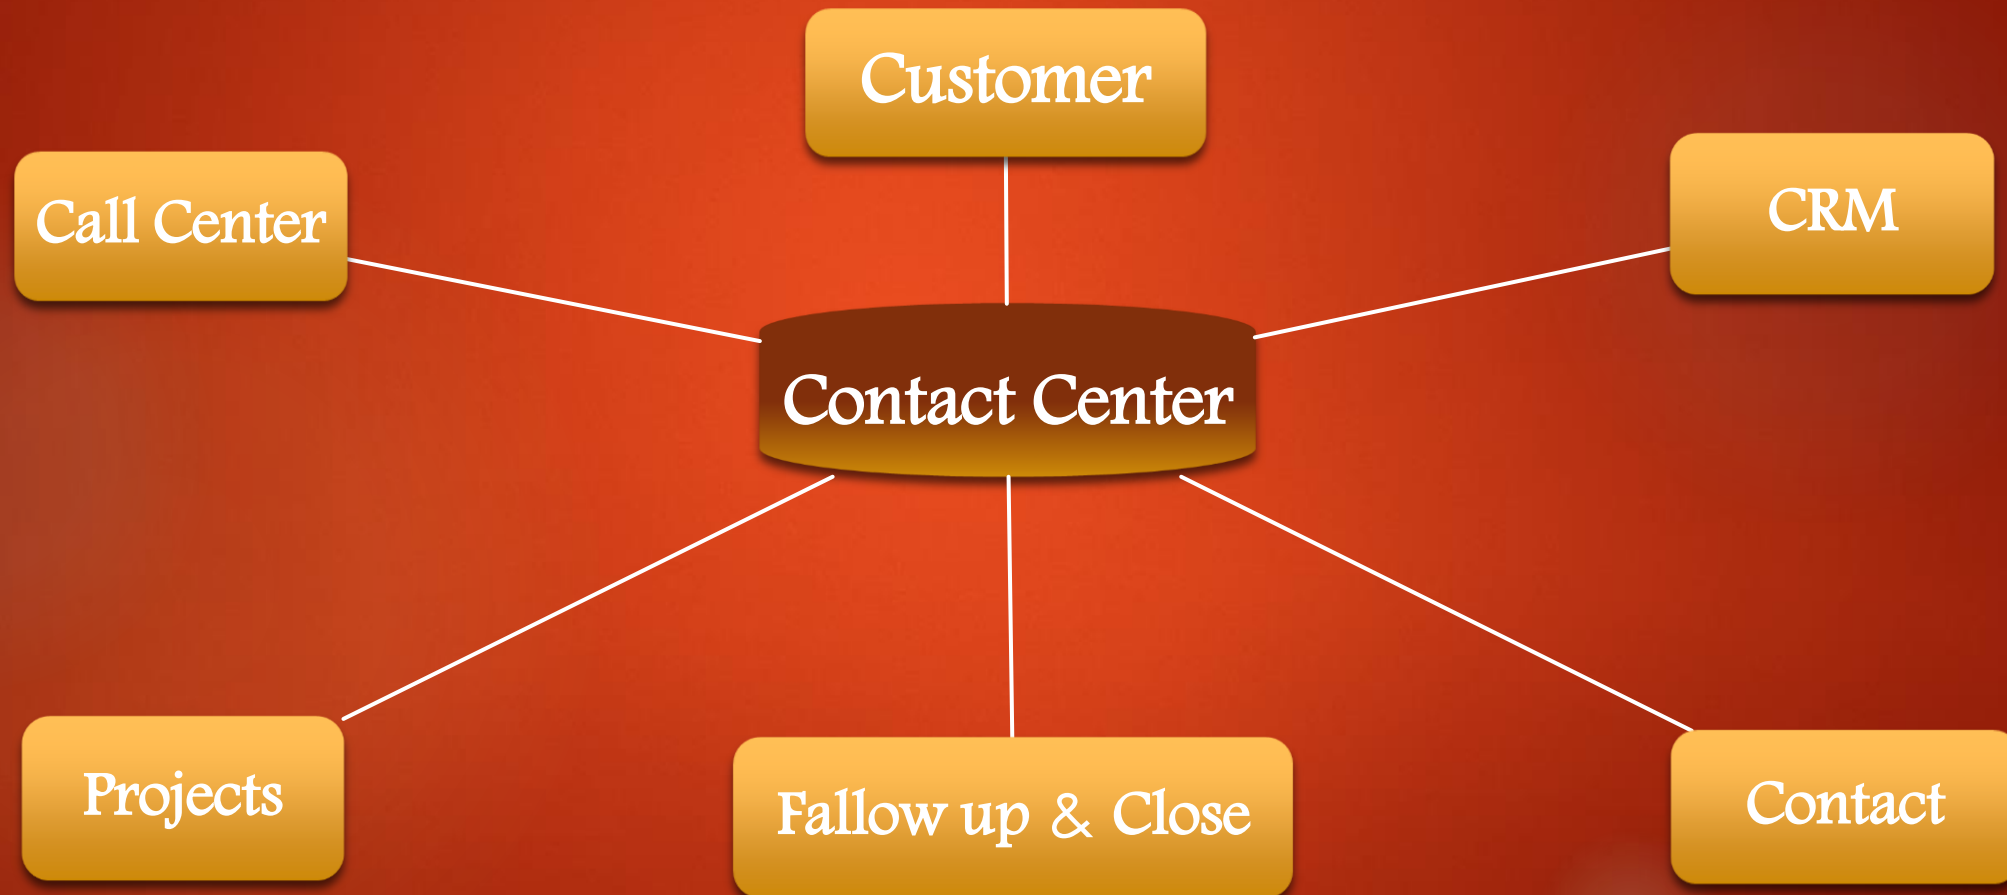 Customer
Call Center
CRM
Contact Center
Projects
Fallow up & Close
Contact